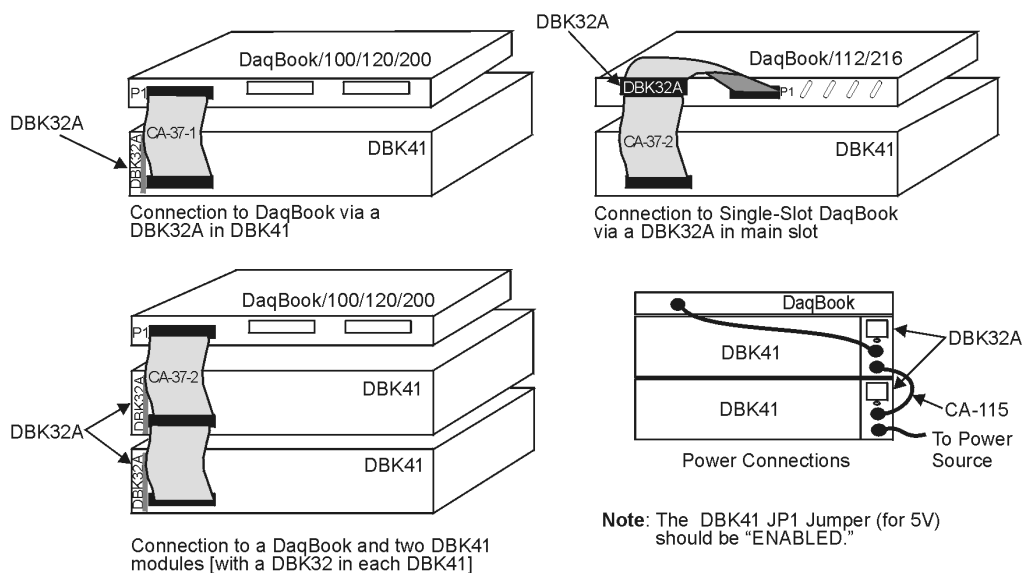 DBK32A
DaqBook/100/120/200
P1
CA-37-1
DBK32A
DBK41
Connection to DaqBook via a
DBK32A in DBK41
DBK32A
DaqBook/112/216
DBK32A
P1
CA-37-2
DBK41
Connection to Single-Slot DaqBook
via a DBK32A in main slot
DaqBook/100/120/200
P1
CA-37-2
DBK32A
DBK41
DBK32A
DBK32A
DBK41
Connection to a DaqBook and two DBK41
modules [with a DBK32 in each DBK41]
DaqBook
DBK41
DBK32A
DBK41
CA-115
To Power
Source
Power Connections
Note: The DBK41 JP1 Jumper (for 5V)
should be “ENABLED.”